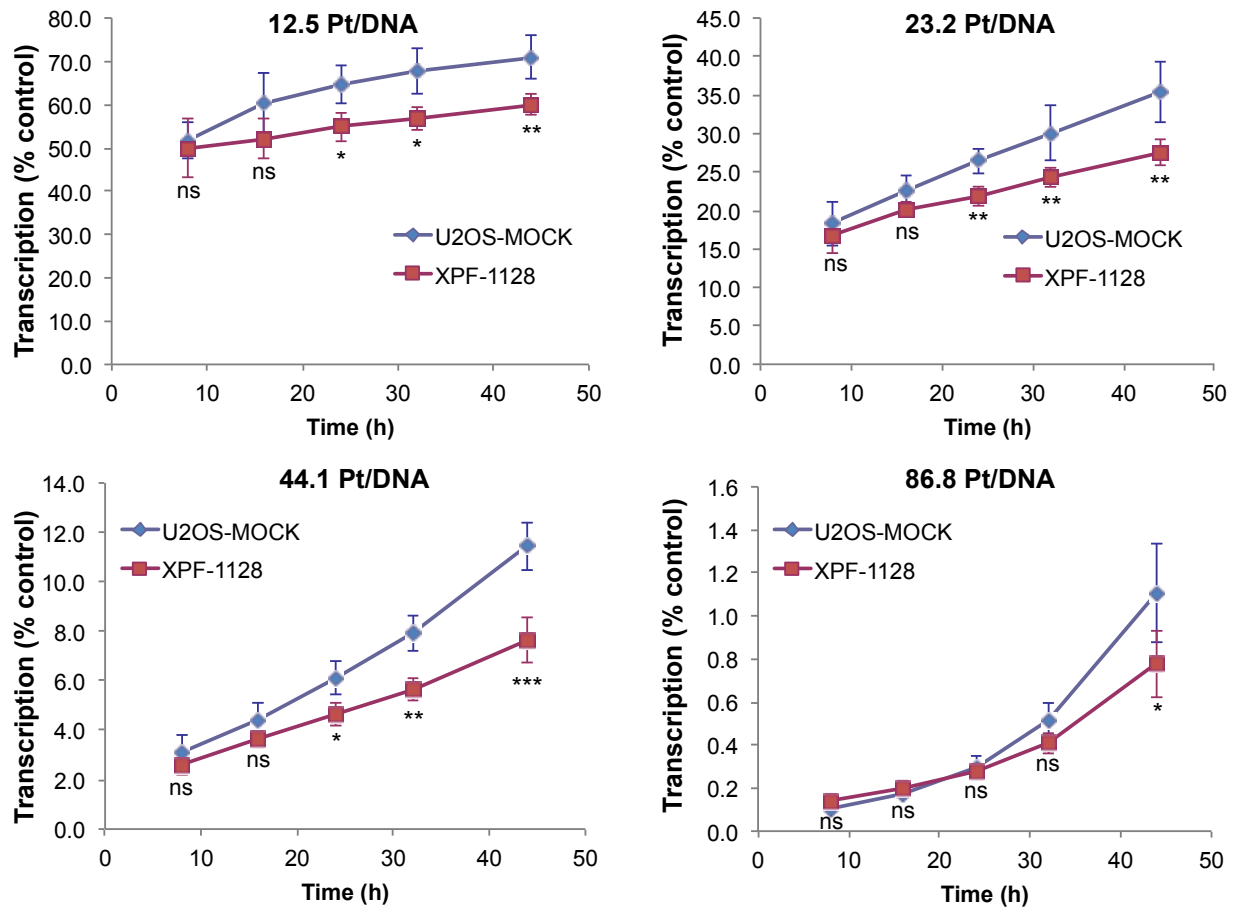 12.5 Pt/DNA
Transcription (% control)
80.0
70.0
60.0
50.0
40.0
30.0
20.0
10.0
0.0
ns
ns
*
*
**
U2OS-MOCK
XPF-1128
0
10
20
30
40
50
Time (h)
23.2 Pt/DNA
Transcription (% control)
45.0
40.0
35.0
30.0
25.0
20.0
15.0
10.0
5.0
0.0
ns
ns
**
**
**
U2OS-MOCK
XPF-1128
0
10
20
30
40
50
Time (h)
44.1 Pt/DNA
Transcription (% control)
14.0
12.0
10.0
8.0
6.0
4.0
2.0
0.0
U2OS-MOCK
XPF-1128
ns
ns
*
**
***
0
10
20
30
40
50
Time (h)
86.8 Pt/DNA
Transcription (% control)
1.6
1.4
1.2
1.0
0.8
0.6
0.4
0.2
0.0
U2OS-MOCK
XPF-1128
ns
ns
ns
ns
*
0
10
20
30
40
50
Time (h)